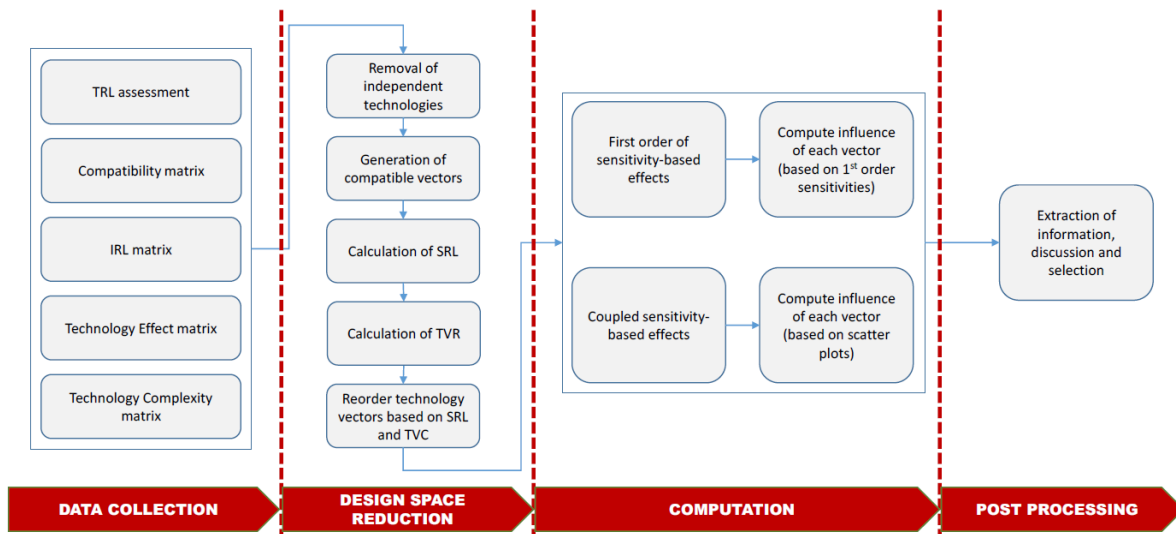 TRL assessment
Compatibility matrix
IRL matrix
Technology Effect matrix
Technology Complexity
matrix
Removal of
independent
technologies
Generation of
compatible vectors
Calculation of SRL
Calculation of TVR
Reorder technology
vectors based on SRL
and TVC
First order of
sensitivity-based
effects
Compute influence
of each vector
(based on 1st order
sensitivities)
Coupled sensitivity-
based effects
Compute influence
of each vector
(based on scatter
plots)
Extraction of
information,
discussion and
selection
DATA COLLECTION
DESIGN SPACE
REDUCTION
COMPUTATION
POST PROCESSING